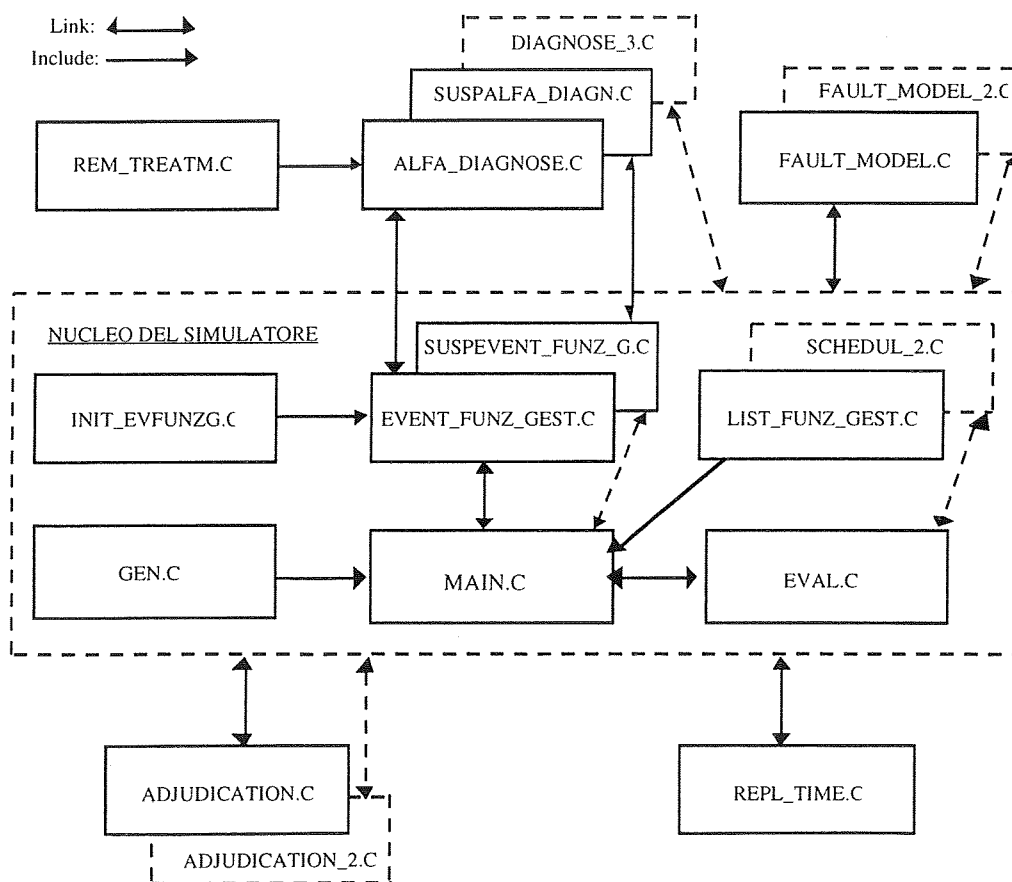 Link:
Include:
DIAGNOSE_3.C
SUSPALFA_DIAGN.C
FAULT_MODEL_2.C
REM_TREATM.C
ALFA_DIAGNOSE.C
FAULT_MODEL.C
NUCLEO DEL SIMULATORE
SUSPEVENT_FUNZ_G.C
SCHEDUL_2.C
INIT_EVFUNZG.C
EVENT_FUNZ_GEST.C
LIST_FUNZ_GEST.C
GEN.C
MAIN.C
EVAL.C
ADJUDICATION.C
REPL_TIME.C
ADJUDICATION_2.C